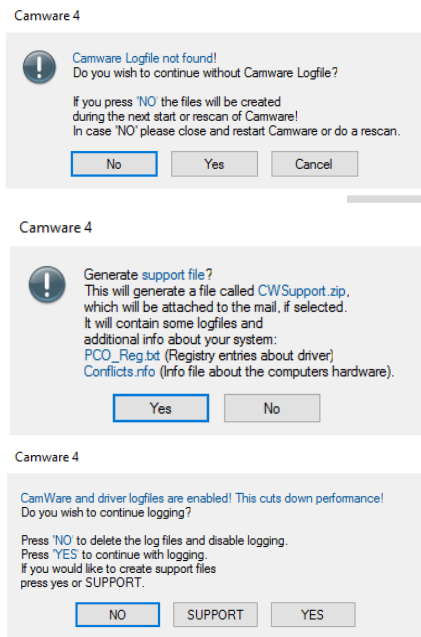 Camware 4
Camware Logfile not found!
Do you wish to continue without Camware Logfile?
If you press 'NO' the files will be created
during the next start or rescan of Camware!
In case 'NO' please close and restart Camware or do a rescan.
No Yes Cancel
Camware 4
Generate support file?
This will generate a file called CWSupport.zip,
which will be attached to the mail, if selected.
It will contain some logfiles and
additional info about your system:
PCO_Reg.txt (Registry entries about driver)
Conflicts.nfo (Info file about the computers hardware).
Yes No
Camware 4
CamWare and driver logfiles are enabled! This cuts down performance!
Do you wish to continue logging?
Press 'NO' to delete the log files and disable logging.
Press 'YES' to continue with logging.
If you would like to create support files
press yes or SUPPORT.
NO SUPPORT YES